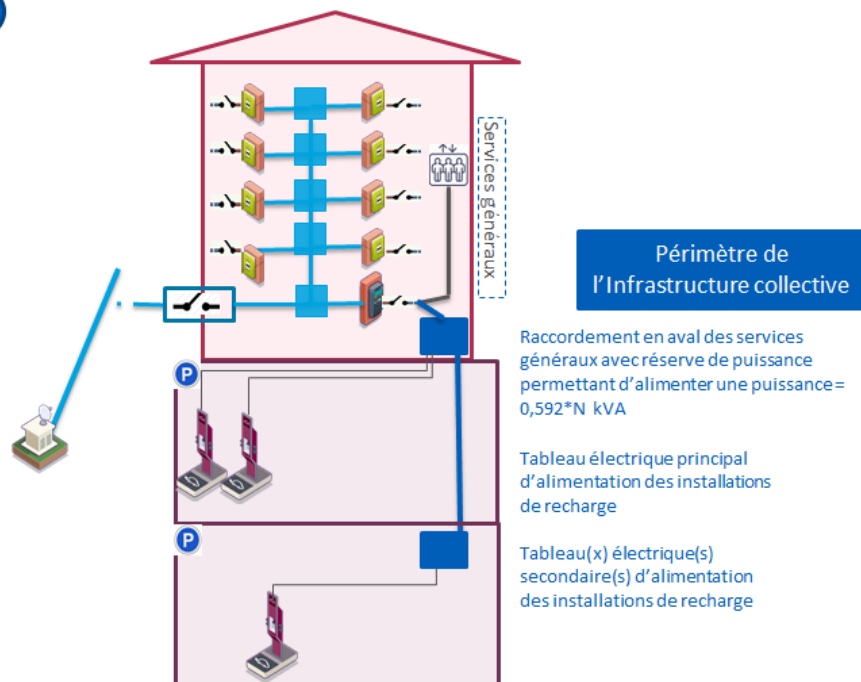 Services généraux
Périmètre de
l'Infrastructure collective
Raccordement en aval des services
généraux avec réserve de puissance
permettant d'alimenter une puissance=
0,592*N kVA
P
Tableau électrique principal
d'alimentation des installations
de recharge
P
Tableau(x) électrique(s)
secondaire(s) d'alimentation
des installations de recharge